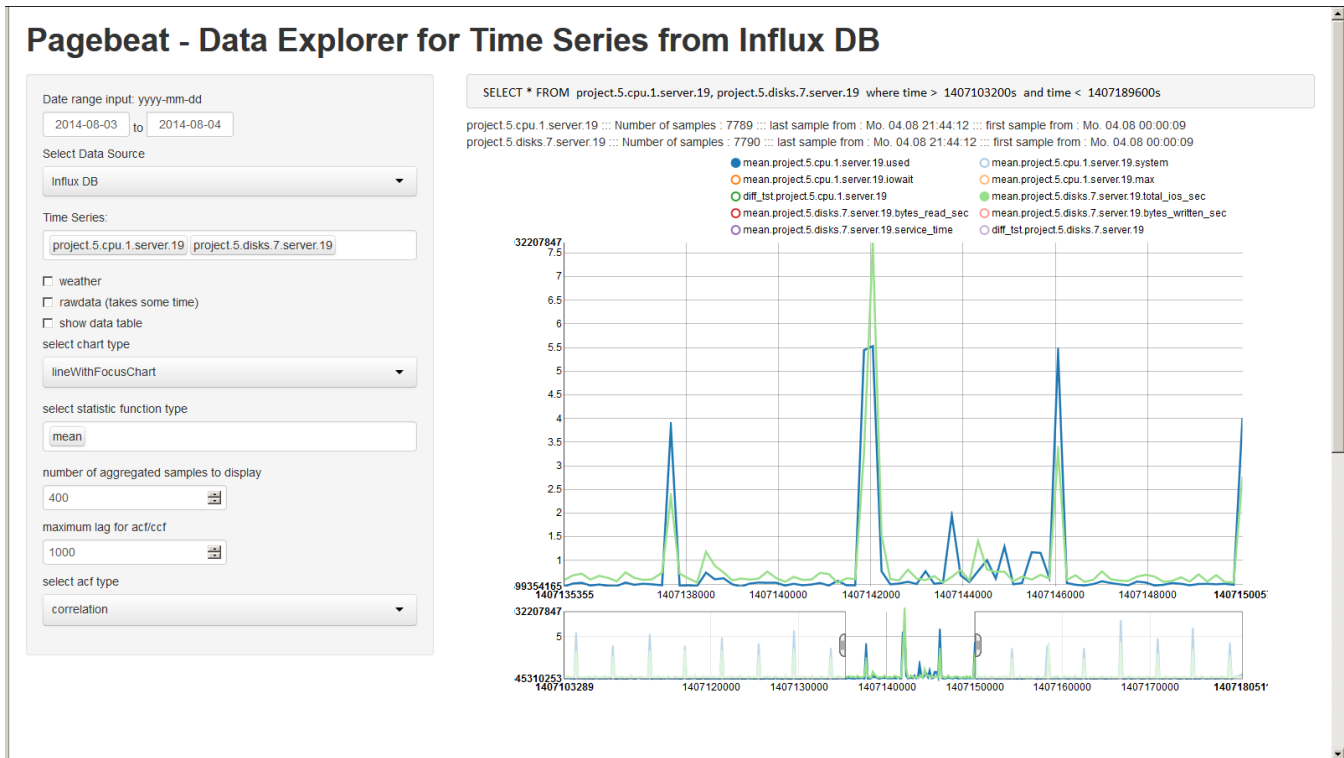 Pagebeat - Data Explorer for Time Series from Influx DB
Date range input: yyyy-mm-dd
2014-08-03 to 2014-08-04
Select Data Source
Influx DB
Time Series:
project.5.cpu.1.server.19 project.5.disks.7.server.19
weather
rawdata (takes some time)
show data table
select chart type
lineWithFocusChart
select statistic function type
mean
number of aggregated samples to display
400
maximum lag for acf/ccf
1000
select acf type
correlation
SELECT * FROM project.5.cpu.1.server.19, project.5.disks.7.server.19 where time > 1407103200s and time < 1407189600s
project.5.cpu.1.server.19 ::: Number of samples : 7789 ::: last sample from : Mo. 04.08 21:44:12 ::: first sample from : Mo. 04.08 00:00:09
project.5.disks.7.server.19 ::: Number of samples : 7790 ::: last sample from : Mo. 04.08 21:44:12 ::: first sample from : Mo. 04.08 00:00:09
mean.project.5.cpu.1.server.19.used mean.project.5.cpu.1.server.19.system
mean.project.5.cpu.1.server.19.iowait mean.project.5.cpu.1.server.19.max
diff_tst.project.5.cpu.1.server.19 mean.project.5.disks.7.server.19.total_ios_sec
mean.project.5.disks.7.server.19.bytes_read_sec mean.project.5.disks.7.server.19.bytes_written_sec
mean.project.5.disks.7.server.19.service_time diff_tst.project.5.disks.7.server.19
32207847
7.5
7
6.5
6
5.5
5
4.5
4
3.5
3
2.5
2
1.5
1
99354165
1407135355 1407138000 1407140000 1407142000 1407144000 1407146000 1407148000 1407150057
32207847
5
45310253
1407103289 1407120000 1407130000 1407140000 1407150000 1407160000 1407170000 1407180511